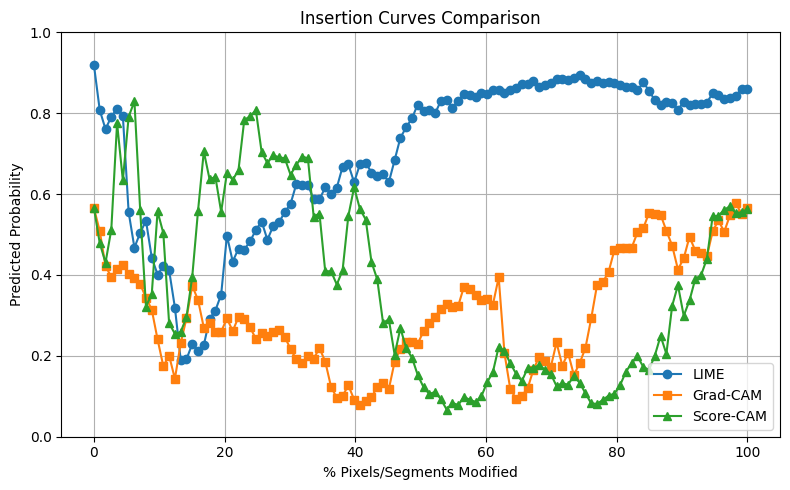 Insertion Curves Comparison
Predicted Probability
1.0
0.8
0.6
0.4
0.2
0.0
0
20
40
60
80
100
% Pixels/Segments Modified
LIME
Grad-CAM
Score-CAM